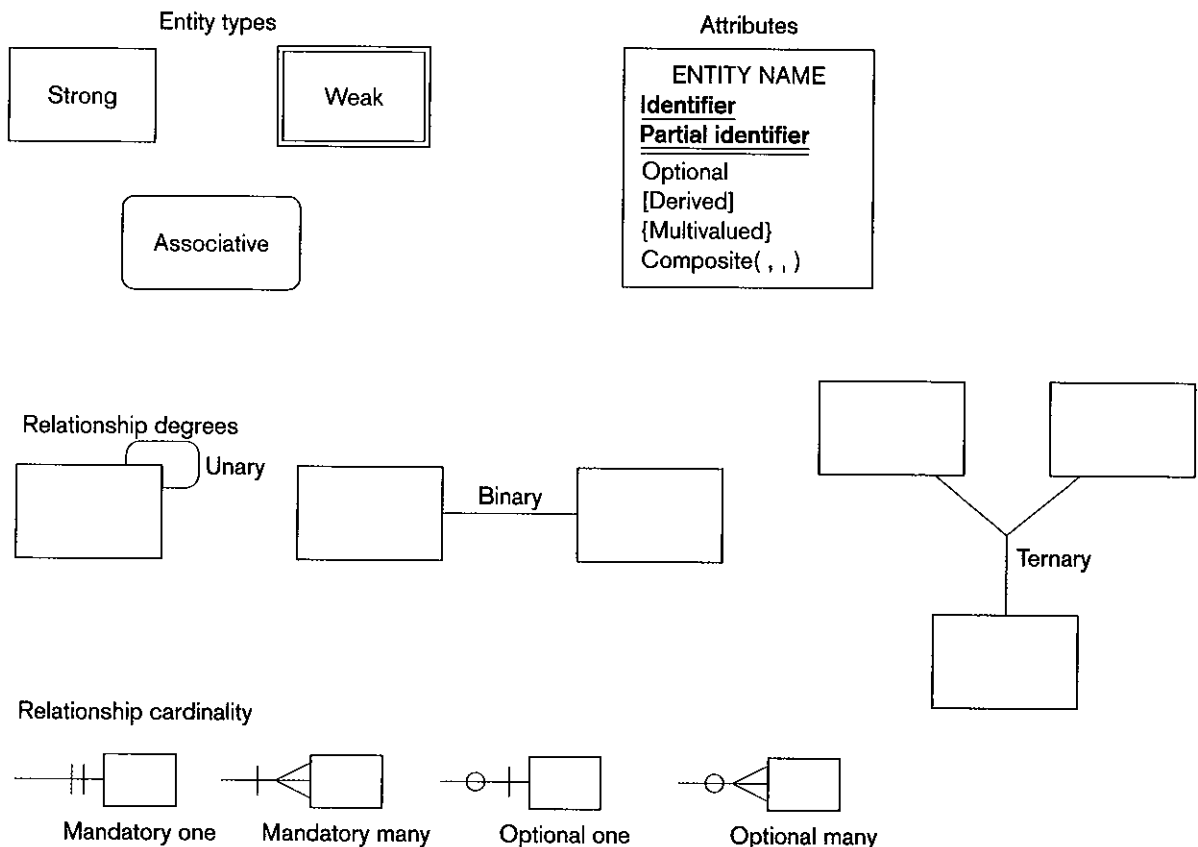 Entity types
Strong
Weak
Associative
Attributes
ENTITY NAME
Identifier
Partial identifier
Optional
[Derived]
{Multivalued}
Composite( , , )
Relationship degrees
Unary
Binary
Ternary
Relationship cardinality
Mandatory one
Mandatory many
Optional one
Optional many